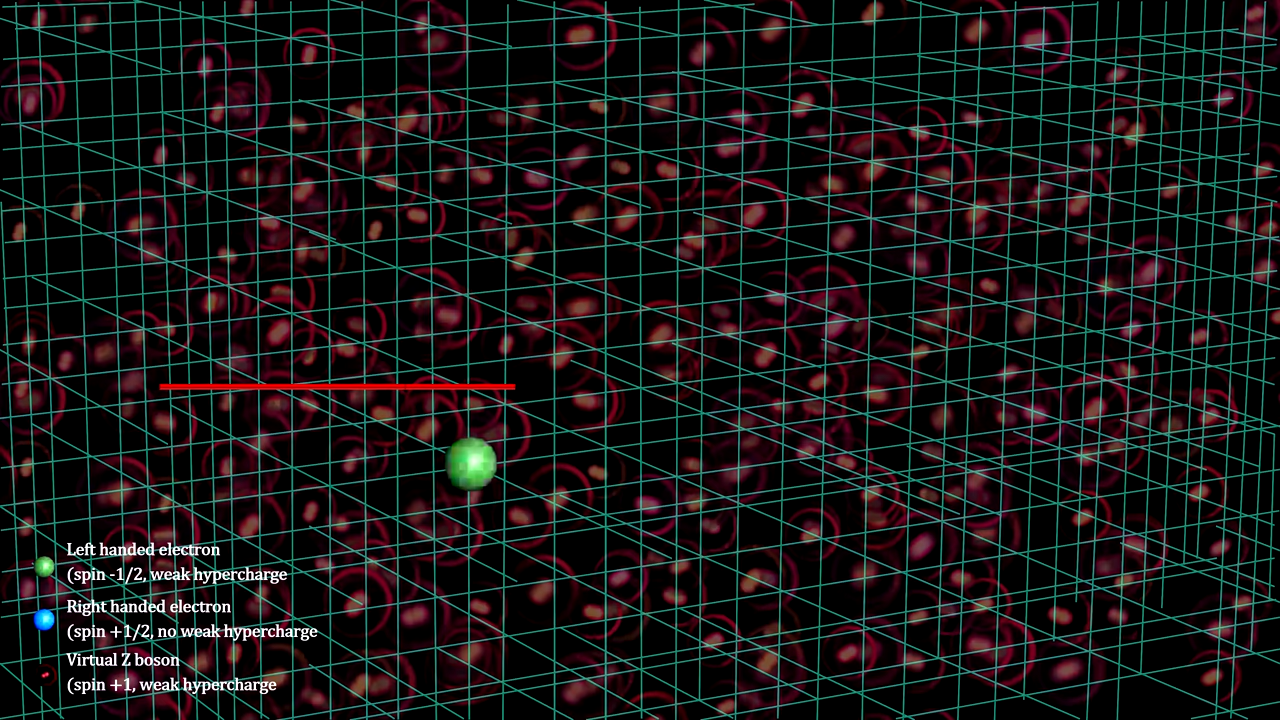 Left handed electron
(spin -1/2, weak hypercharge
Right handed electron
(spin +1/2, no weak hypercharge
Virtual Z boson
(spin +1, weak hypercharge